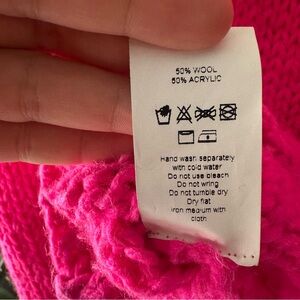 50% WOOL
50% ACRYLIC
Hand wash separately
with cold water
Do not use bleach
Do not wring
Do not tumble dry
Dry flat
Iron medium with
cloth